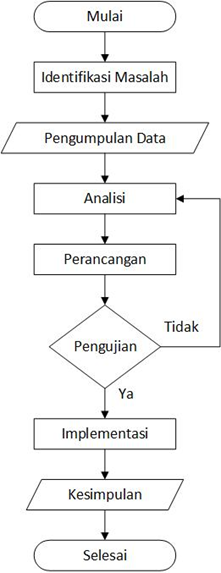 Mulai
Identifikasi Masalah
Pengumpulan Data
Analisi
Perancangan
Pengujian
Tidak
Ya
Implementasi
Kesimpulan
Selesai